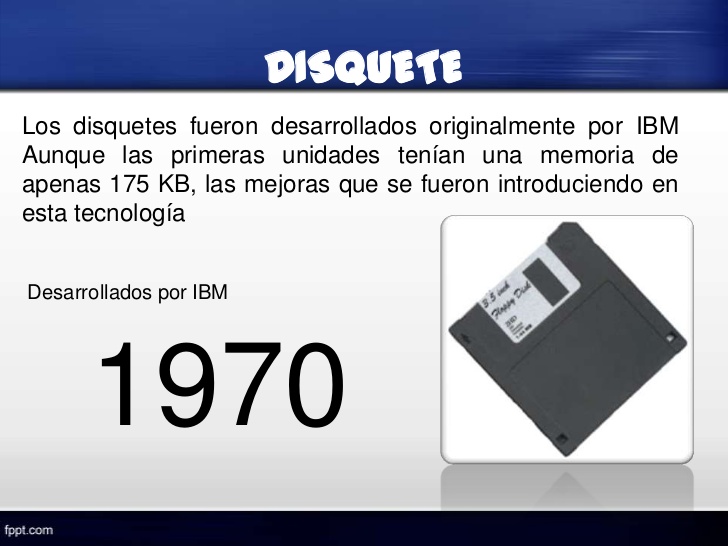 DISQUETE
Los disquetes fueron desarrollados originalmente por IBM
Aunque las primeras unidades tenían una memoria de
apenas 175 KB, las mejoras que se fueron introduciendo en
esta tecnología
Desarrollados por IBM
1970
3.5 inch
Floppy Disk
fppt.com